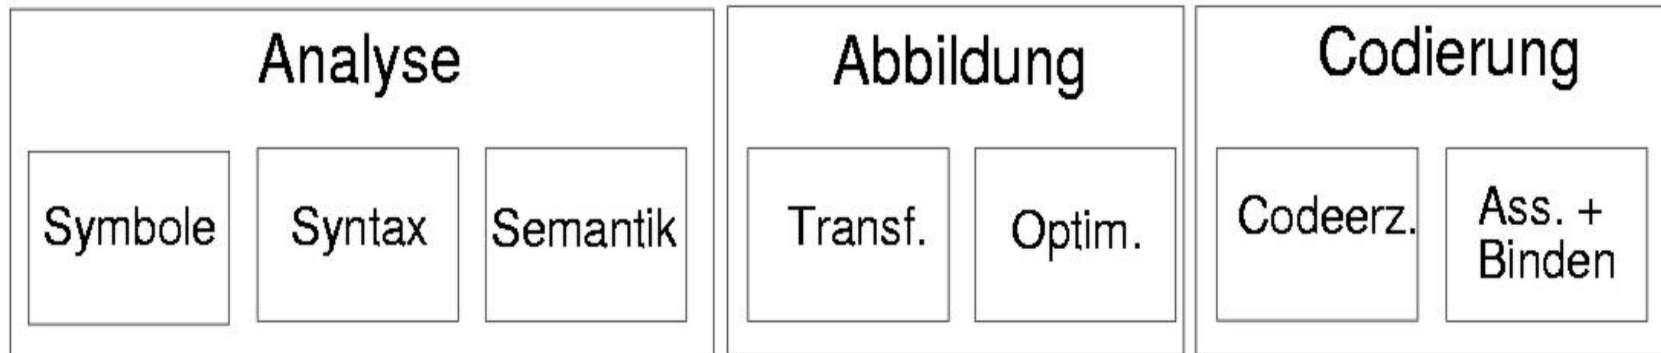 Analyse
Abbildung
Codierung
Symbole
Syntax
Semantik
Transf.
Optim.
Codeerz.
Ass. +
Binden